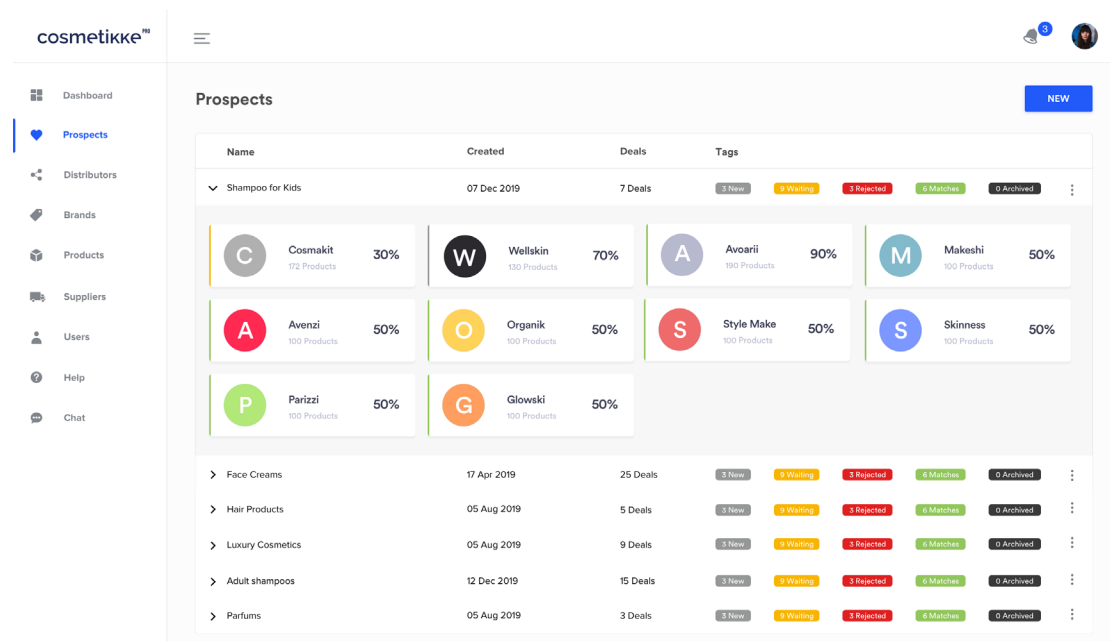 cosmetikke PRO
3
Dashboard
Prospects
Distributors
Brands
Products
Suppliers
Users
Help
Chat
Prospects
NEW
Name Created Deals Tags
Shampoo for Kids 07 Dec 2019 7 Deals 3 New 9 Waiting 3 Rejected 6 Matches 0 Archived
C Cosmakit 30%
172 Products
W Wellskin 70%
130 Products
A Avoarii 90%
190 Products
M Makeshi 50%
100 Products
A Avenzi 50%
100 Products
O Organik 50%
100 Products
S Style Make 50%
100 Products
S Skinness 50%
100 Products
P Parizzi 50%
100 Products
G Glowski 50%
100 Products
Face Creams 17 Apr 2019 25 Deals 3 New 9 Waiting 3 Rejected 6 Matches 0 Archived
Hair Products 05 Aug 2019 5 Deals 3 New 9 Waiting 3 Rejected 6 Matches 0 Archived
Luxury Cosmetics 05 Aug 2019 9 Deals 3 New 9 Waiting 3 Rejected 6 Matches 0 Archived
Adult shampoos 12 Dec 2019 15 Deals 3 New 9 Waiting 3 Rejected 6 Matches 0 Archived
Parfums 05 Aug 2019 3 Deals 3 New 9 Waiting 3 Rejected 6 Matches 0 Archived